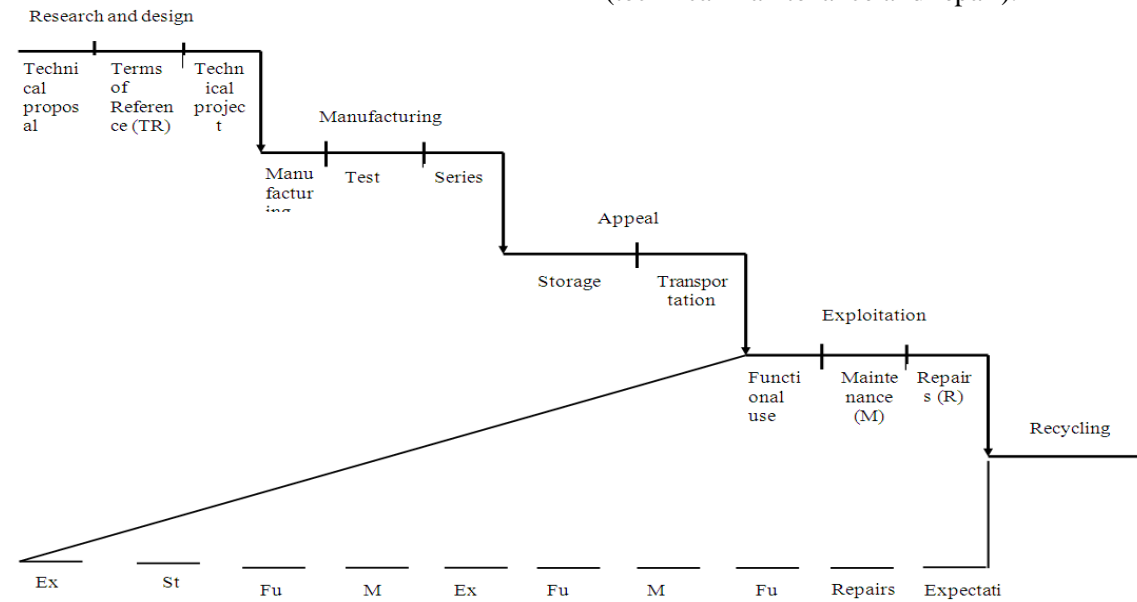 Research and design
Techni
cal
propos
al
Terms
of
Referen
ce (TR)
Techn
ical
projec
t
Manufacturing
Manu
factur
Test
Series
Appeal
Storage
Transpor
tation
Exploitation
Functi
onal
use
Mainte
nance
(M)
Repair
s (R)
Recycling
Ex
St
Fu
M
Ex
Fu
M
Fu
Repairs
Expectati